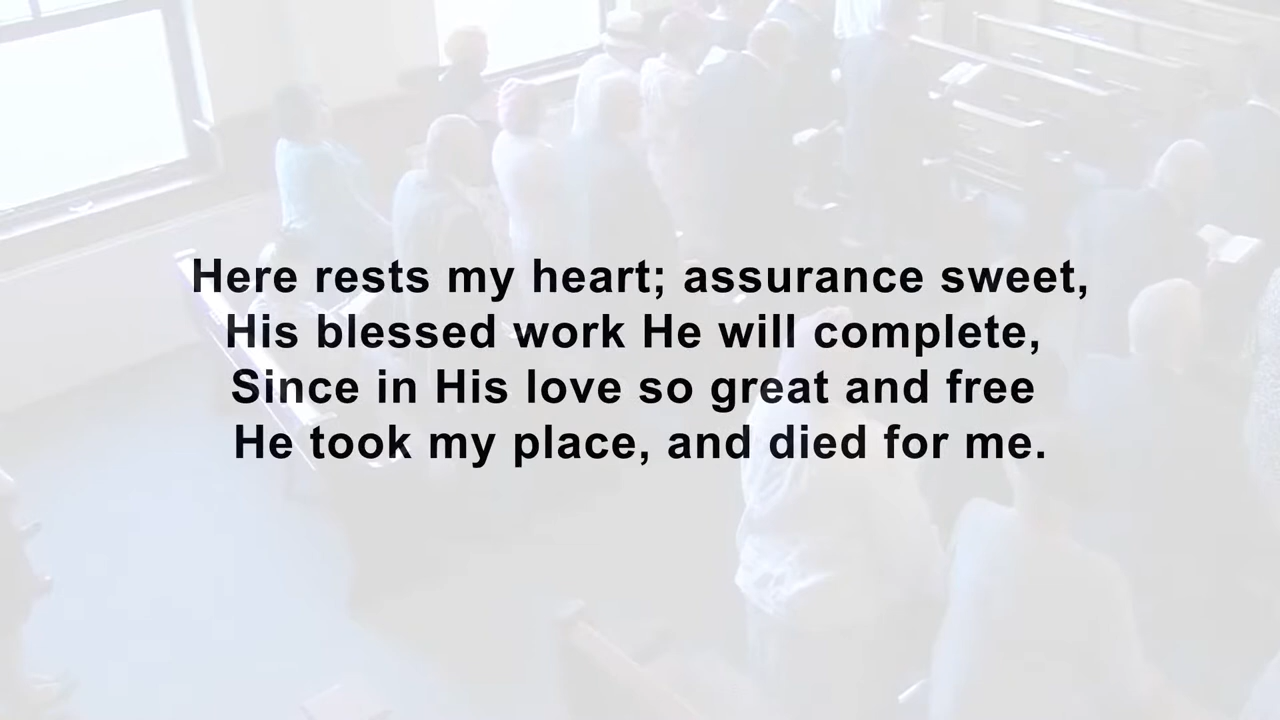 Here rests my heart; assurance sweet,
His blessed work He will complete,
Since in His love so great and free
He took my place, and died for me.